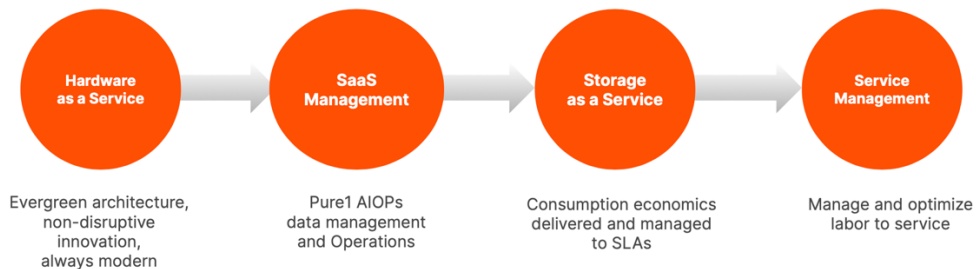 Hardware
as a Service
SaaS
Management
Storage
as a Service
Service
Management
Evergreen architecture,
non-disruptive
innovation,
always modern
Pure1 AIOPs
data management
and Operations
Consumption economics
delivered and managed
to SLAs
Manage and optimize
labor to service